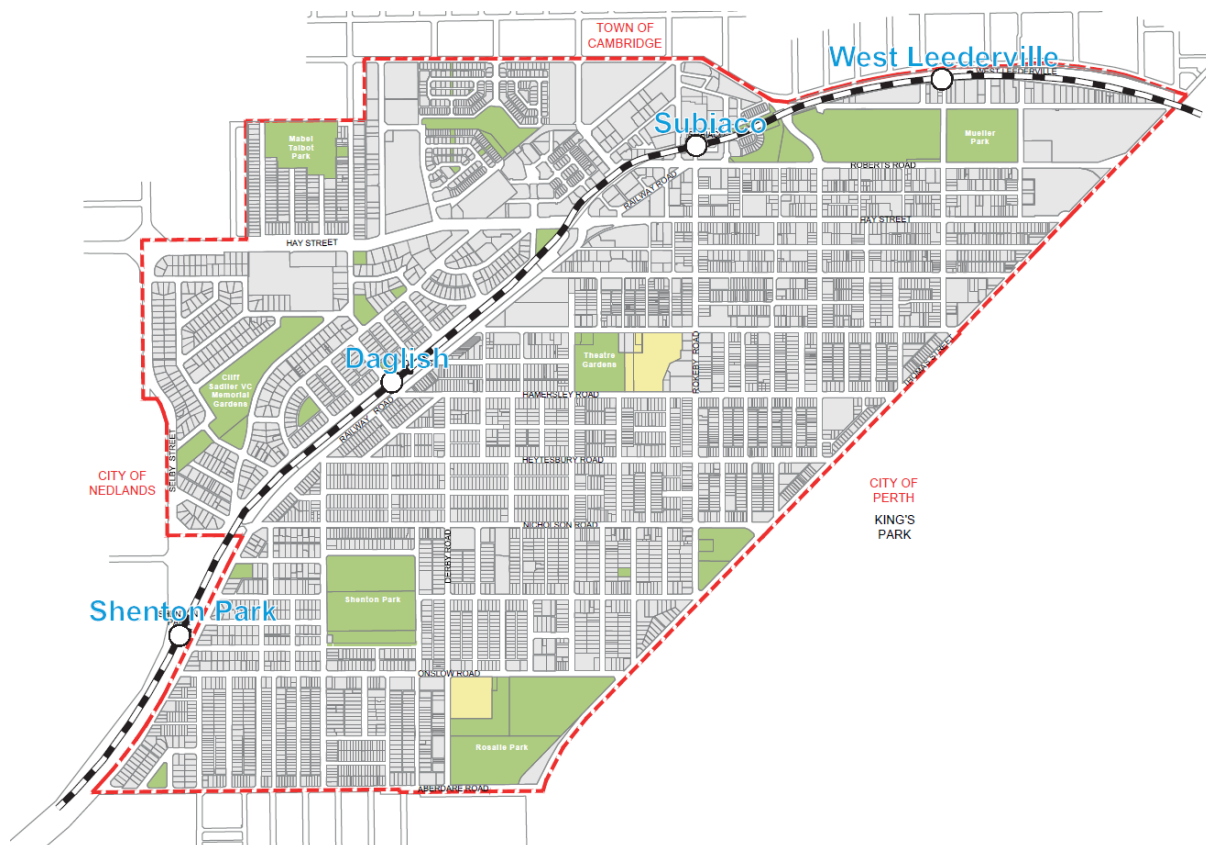 TOWN OF
CAMBRIDGE
West Leederville
WEST LEEDERVILLE
Subiaco
Mabel
Talbot
Park
Mueller
Park
ROBERTS ROAD
RAILWAY ROAD
HAY STREET
HAY STREET
Daglish
Theatre
Gardens
ROKEBY ROAD
THOMAS STREET
Cliff
Sadlier VC
Memorial
Gardens
HAMERSLEY ROAD
RAILWAY ROAD
SELBY STREET
HEYTESBURY ROAD
CITY OF
NEDLANDS
CITY OF
PERTH
KING'S
PARK
NICHOLSON ROAD
DERBY ROAD
Shenton Park
Shenton Park
ONSLOW ROAD
Rosalie Park
ABERDARE ROAD